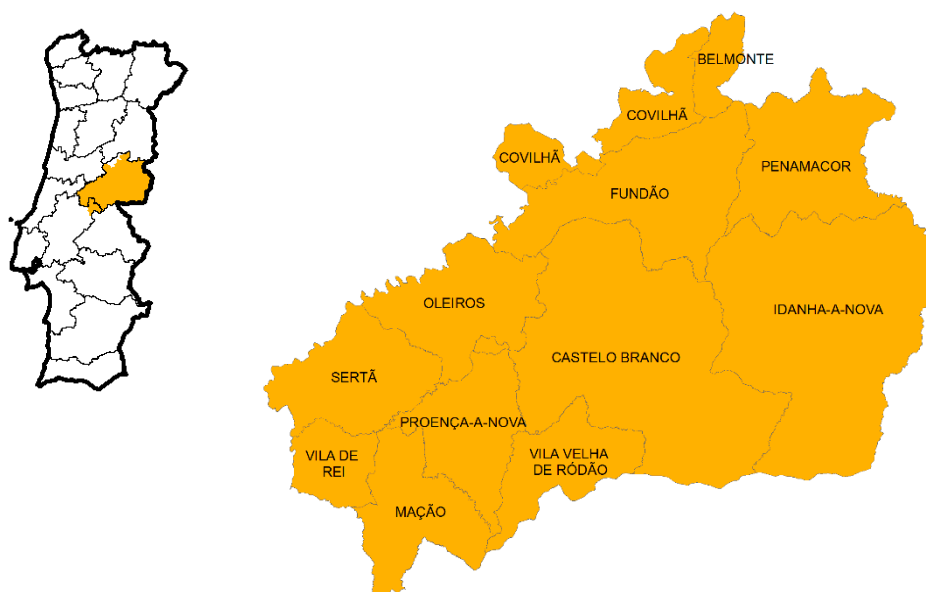 BELMONTE
COVILHÃ
COVILHÃ
PENAMACOR
FUNDÃO
OLEIROS
IDANHA-A-NOVA
CASTELO BRANCO
SERTÃ
PROENÇA-A-NOVA
VILA DE
REI
VILA VELHA
DE RÓDÃO
MAÇÃO